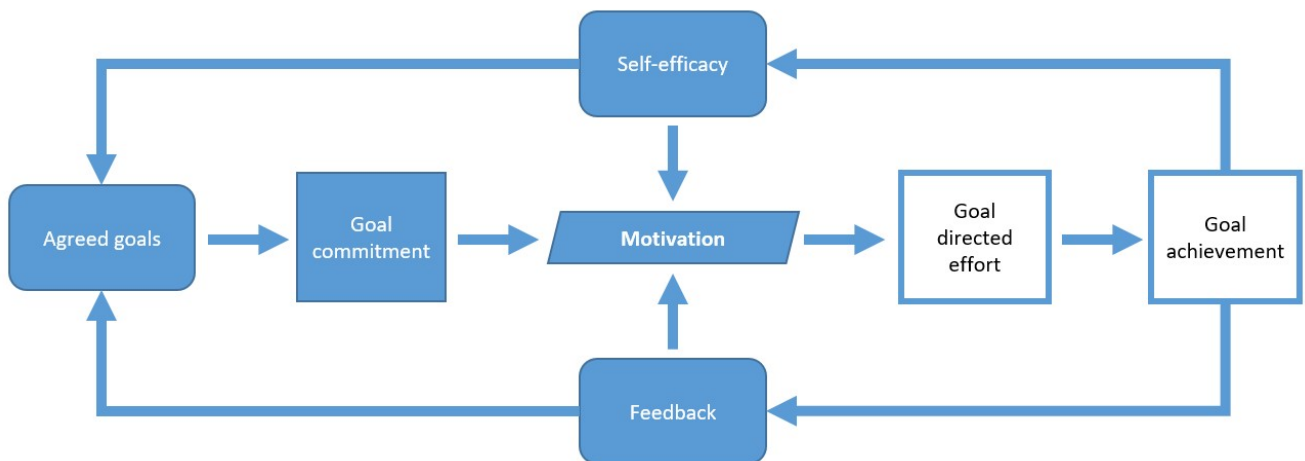 Self-efficacy
Agreed goals
Goal
commitment
Motivation
Goal
directed
effort
Goal
achievement
Feedback